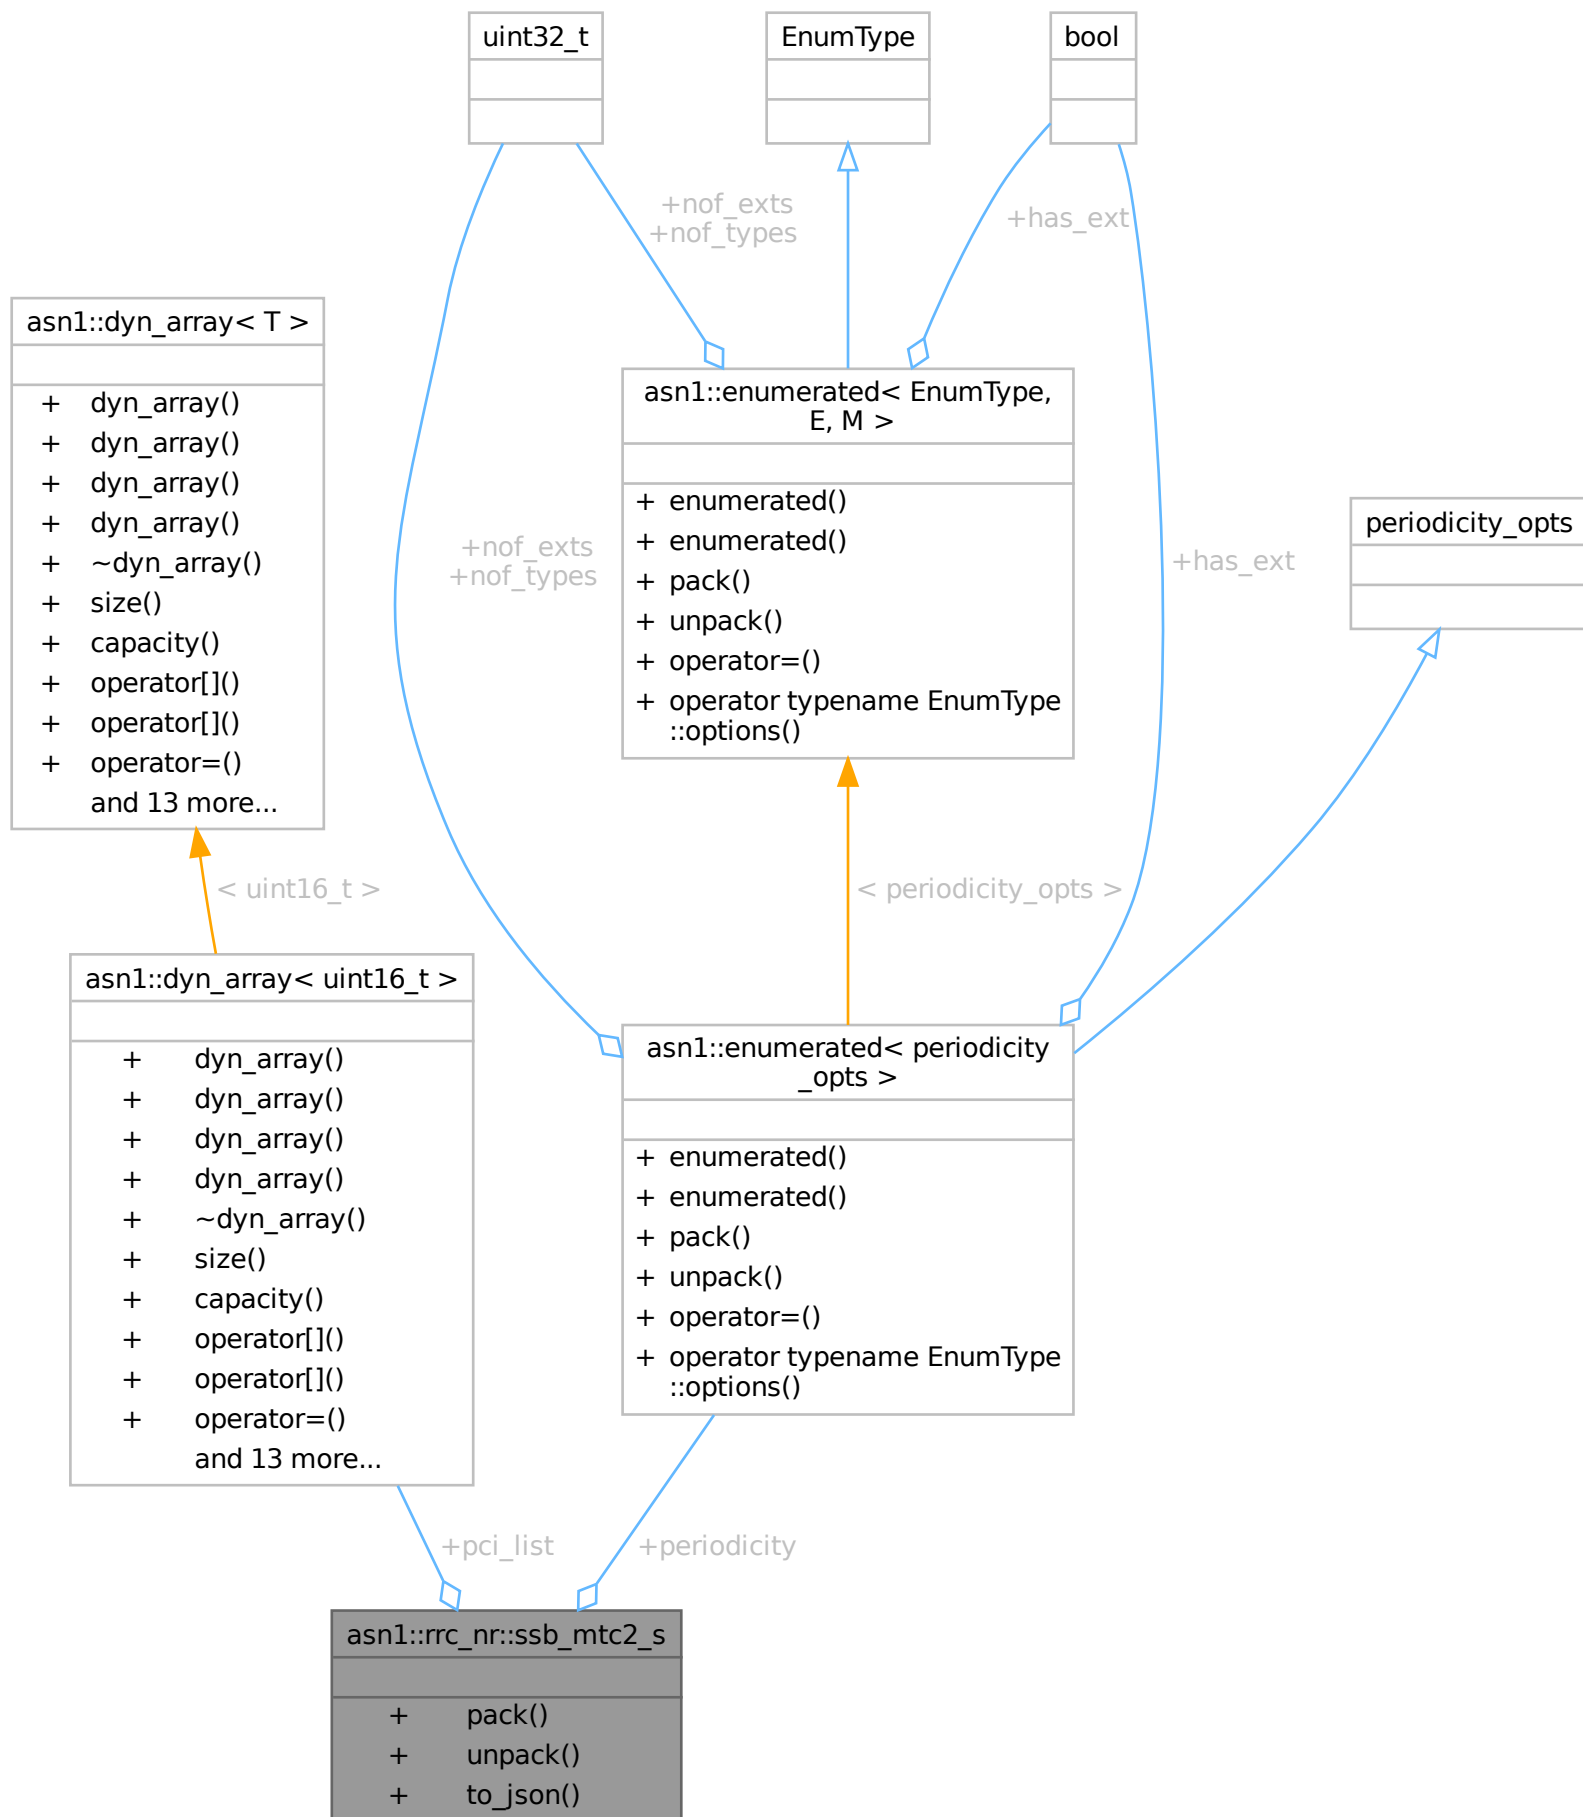 uint32_t
EnumType
bool
+nof_exts
+nof_types
+has_ext
asn1::dyn_array< T >
+ dyn_array()
+ dyn_array()
+ dyn_array()
+ dyn_array()
+ ~dyn_array()
+ size()
+ capacity()
+ operator[]()
+ operator[]()
+ operator=()
and 13 more...
asn1::enumerated< EnumType,
E, M >
+ enumerated()
+ enumerated()
+ pack()
+ unpack()
+ operator=()
+ operator typename EnumType
::options()
+nof_exts
+nof_types
+has_ext
periodicity_opts
< uint16_t >
< periodicity_opts >
asn1::dyn_array< uint16_t >
+ dyn_array()
+ dyn_array()
+ dyn_array()
+ dyn_array()
+ ~dyn_array()
+ size()
+ capacity()
+ operator[]()
+ operator[]()
+ operator=()
and 13 more...
asn1::enumerated< periodicity
_opts >
+ enumerated()
+ enumerated()
+ pack()
+ unpack()
+ operator=()
+ operator typename EnumType
::options()
+pci_list
+periodicity
asn1::rrc_nr::ssb_mtc2_s
+ pack()
+ unpack()
+ to_json()